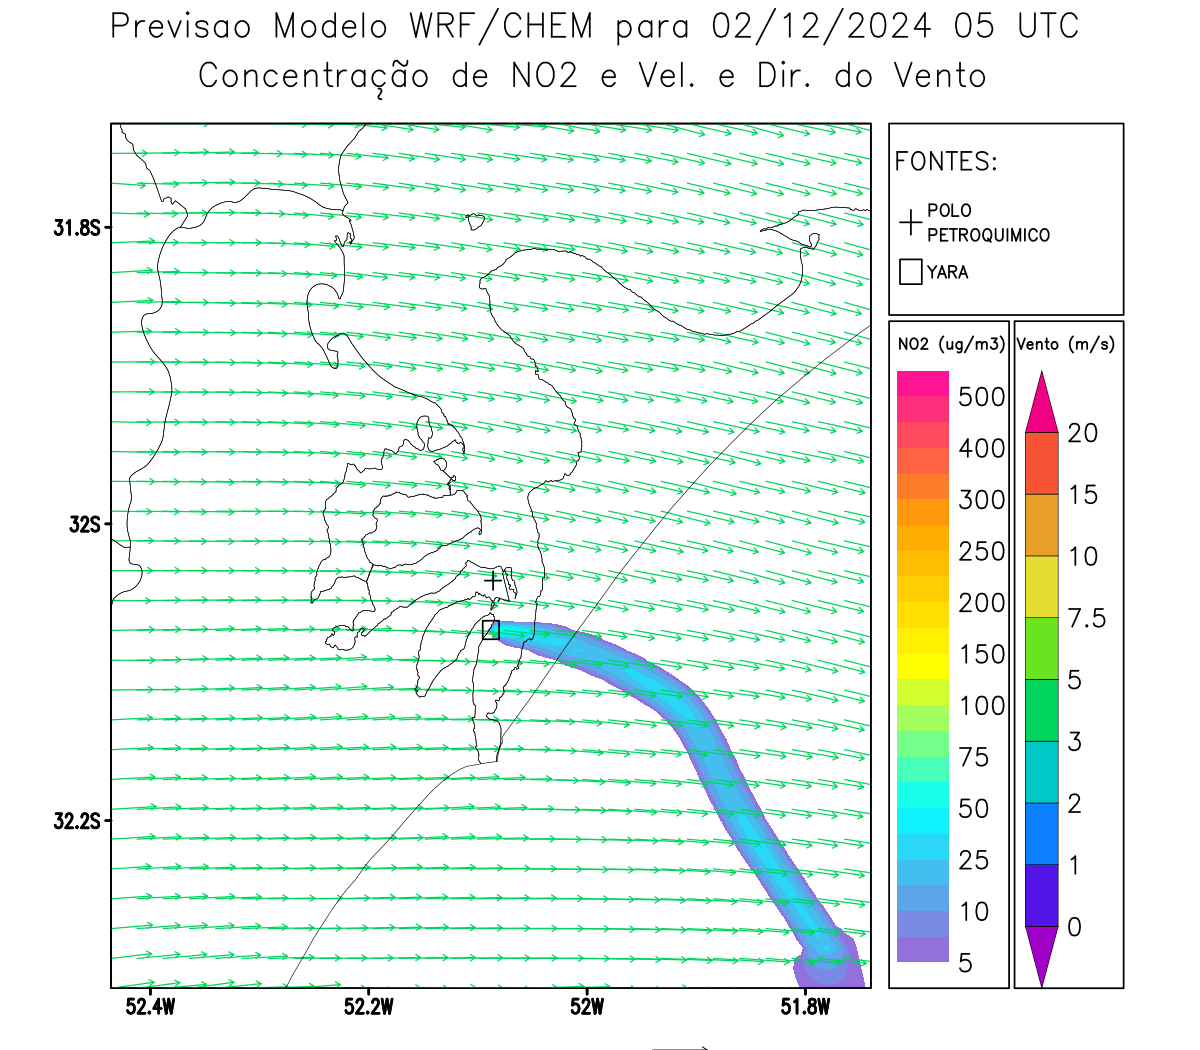 Previsao Modelo WRF/CHEM para 02/12/2024 05 UTC
Concentração de NO2 e Vel. e Dir. do Vento
FONTES:
POLO
PETROQUIMICO
YARA
31.8S
32S
32.2S
52.4W
52.2W
52W
51.8W
NO2 (ug/m3)
500
400
300
250
200
150
100
75
50
25
10
5
Vento (m/s)
20
15
10
7.5
5
3
2
1
0